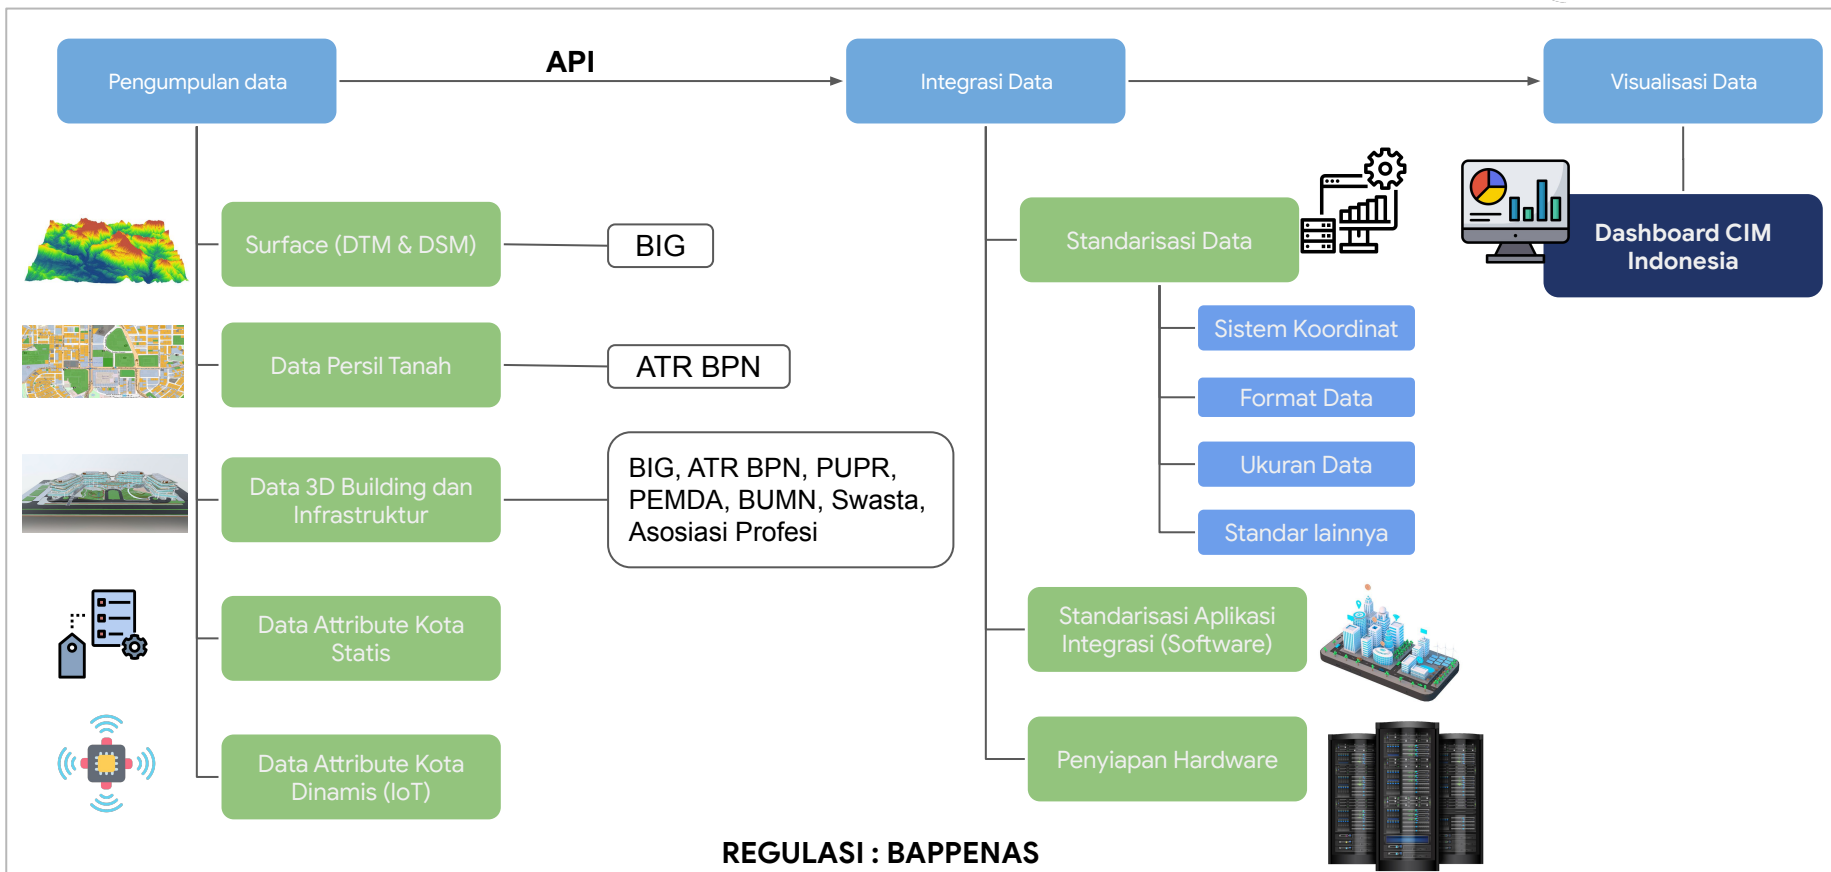 Pengumpulan data
API
Integrasi Data
Visualisasi Data
Surface (DTM & DSM)
BIG
Data Persil Tanah
ATR BPN
Data 3D Building dan
Infrastruktur
BIG, ATR BPN, PUPR,
PEMDA, BUMN, Swasta,
Asosiasi Profesi
Data Attribute Kota
Statis
Data Attribute Kota
Dinamis (IoT)
Standarisasi Data
Sistem Koordinat
Format Data
Ukuran Data
Standar lainnya
Standarisasi Aplikasi
Integrasi (Software)
Penyiapan Hardware
Dashboard CIM
Indonesia
REGULASI : BAPPENAS